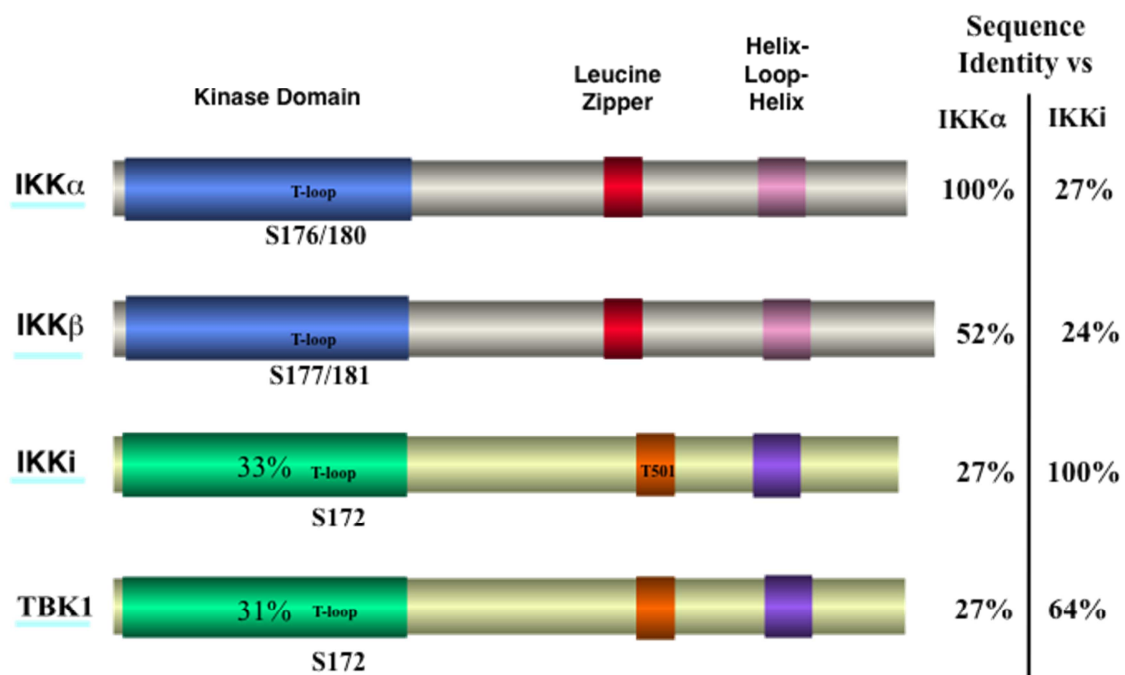 Sequence
Identity vs
Helix-
Loop-
Helix
Leucine
Zipper
Kinase Domain
IKKα IKKi
IKKα T-loop 100% 27%
S176/180
IKKβ T-loop 52% 24%
S177/181
IKKi 33% T-loop T501 27% 100%
S172
TBK1 31% T-loop 27% 64%
S172